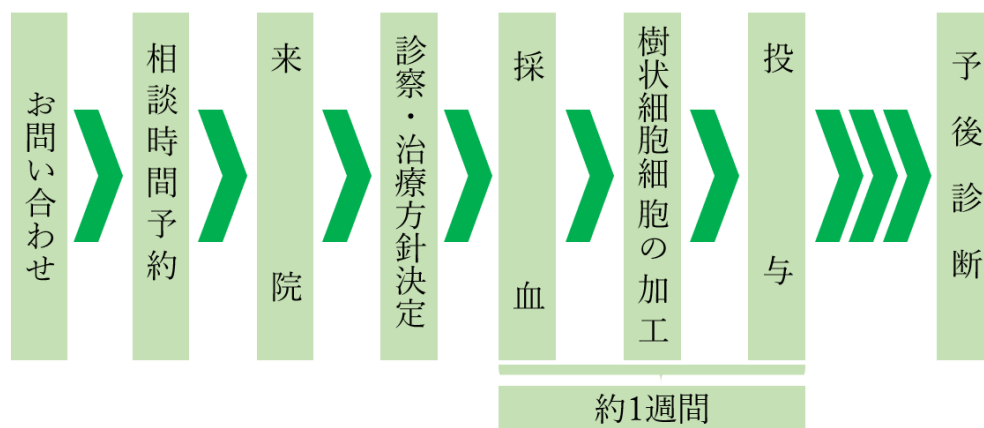 お問い合わせ
相談時間予約
来院
診察・治療方針決定
採血
樹状細胞細胞の加工
投与
予後診断
約1週間